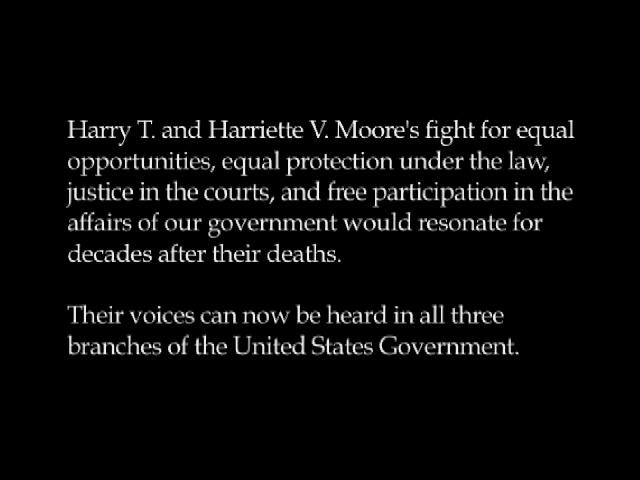 Harry T. and Harriette V. Moore's fight for equal
opportunities, equal protection under the law,
justice in the courts, and free participation in the
affairs of our government would resonate for
decades after their deaths.
Their voices can now be heard in all three
branches of the United States Government.